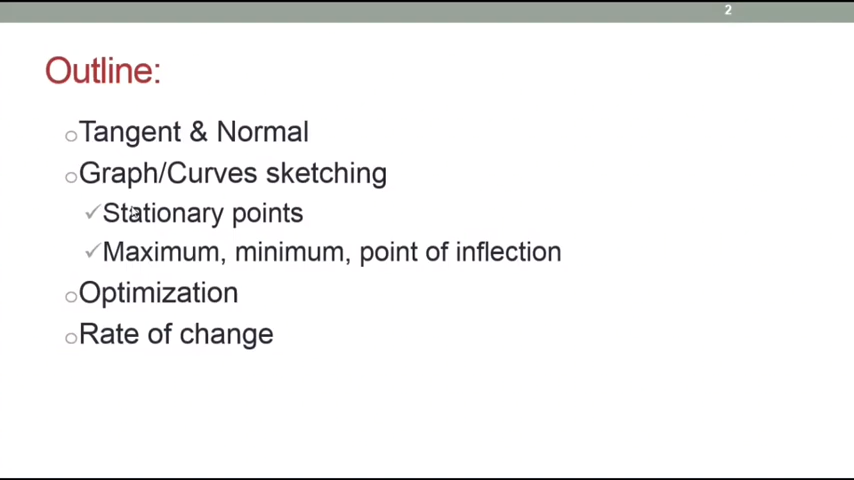 2
Outline:
Tangent & Normal
Graph/Curves sketching
Stationary points
Maximum, minimum, point of inflection
Optimization
Rate of change